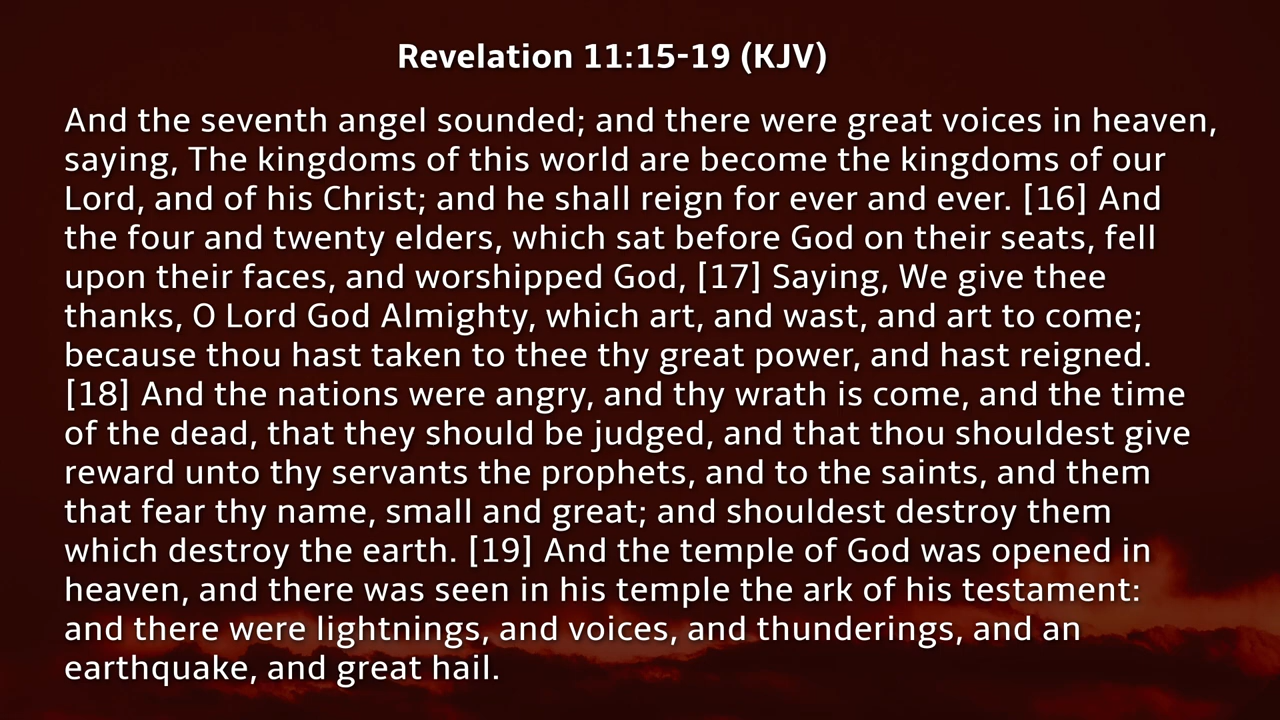 Revelation 11:15-19 (KJV)
And the seventh angel sounded; and there were great voices in heaven,
saying, The kingdoms of this world are become the kingdoms of our
Lord, and of his Christ; and he shall reign for ever and ever. [16] And
the four and twenty elders, which sat before God on their seats, fell
upon their faces, and worshipped God, [17] Saying, We give thee
thanks, O Lord God Almighty, which art, and wast, and art to come;
because thou hast taken to thee thy great power, and hast reigned.
[18] And the nations were angry, and thy wrath is come, and the time
of the dead, that they should be judged, and that thou shouldest give
reward unto thy servants the prophets, and to the saints, and them
that fear thy name, small and great; and shouldest destroy them
which destroy the earth. [19] And the temple of God was opened in
heaven, and there was seen in his temple the ark of his testament:
and there were lightnings, and voices, and thunderings, and an
earthquake, and great hail.